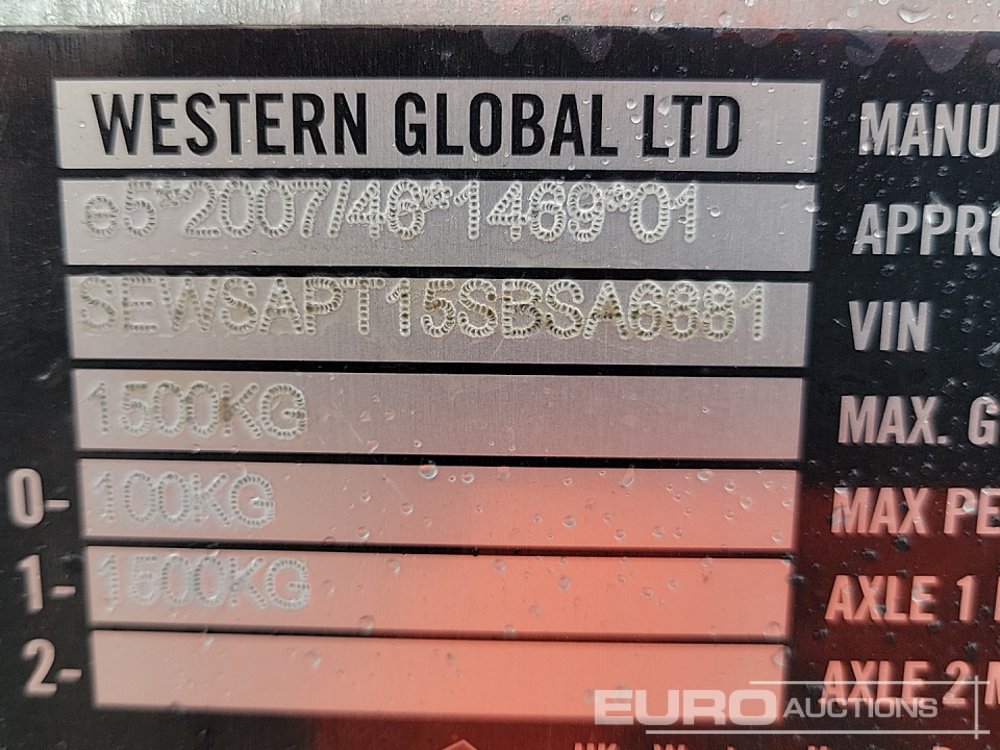 WESTERN GLOBAL LTD MANU
e5*2007/46*1469*01 APPRO
SEWSAPT15SBSA6881 VIN
1500KG MAX. G
0- 100KG MAX PE
1- 1500KG AXLE 1
2- AXLE 2 M
EURO AUCTIONS